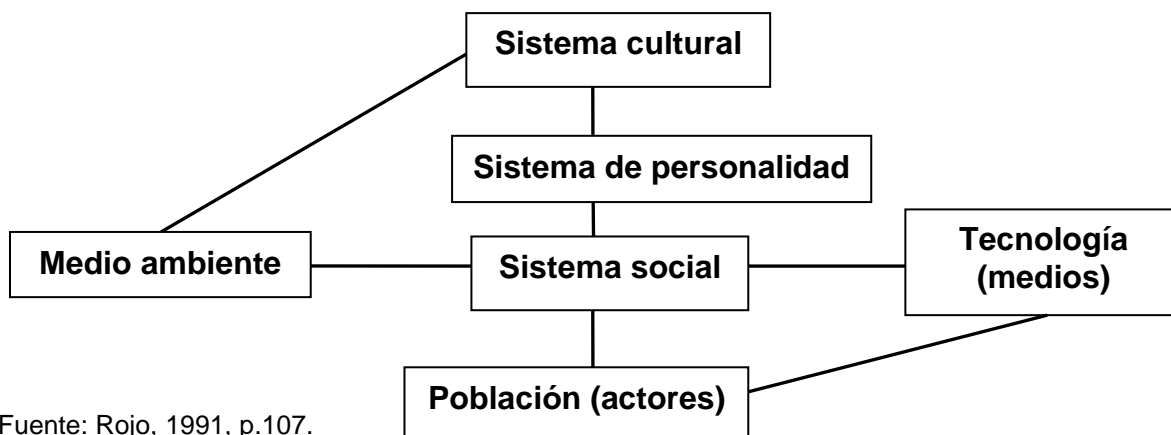 Sistema cultural
Sistema de personalidad
Medio ambiente
Sistema social
Tecnología
(medios)
Población (actores)
Fuente: Rojo, 1991, p.107.